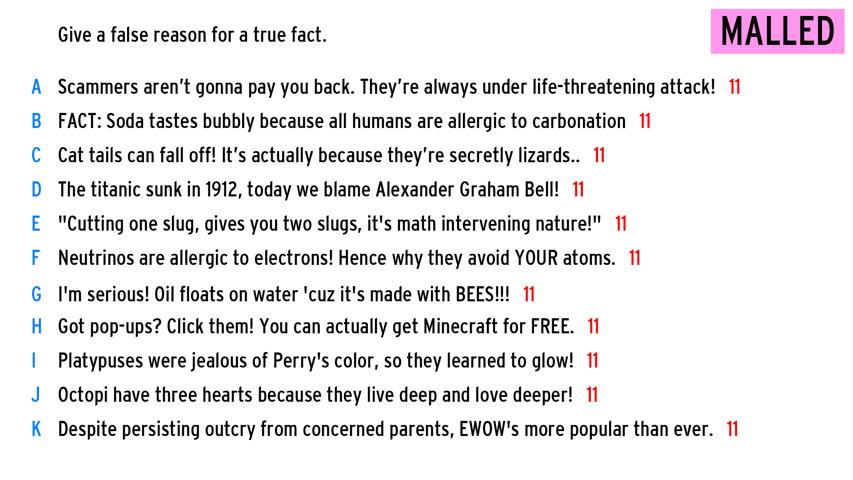 Give a false reason for a true fact.
MALLED
A Scammers aren't gonna pay you back. They're always under life-threatening attack! 11
B FACT: Soda tastes bubbly because all humans are allergic to carbonation 11
C Cat tails can fall off! It's actually because they're secretly lizards.. 11
D The titanic sunk in 1912, today we blame Alexander Graham Bell! 11
E "Cutting one slug, gives you two slugs, it's math intervening nature!" 11
F Neutrinos are allergic to electrons! Hence why they avoid YOUR atoms. 11
G I'm serious! Oil floats on water 'cuz it's made with BEES!!! 11
H Got pop-ups? Click them! You can actually get Minecraft for FREE. 11
I Platypuses were jealous of Perry's color, so they learned to glow! 11
J Octopi have three hearts because they live deep and love deeper! 11
K Despite persisting outcry from concerned parents, EWOW's more popular than ever. 11